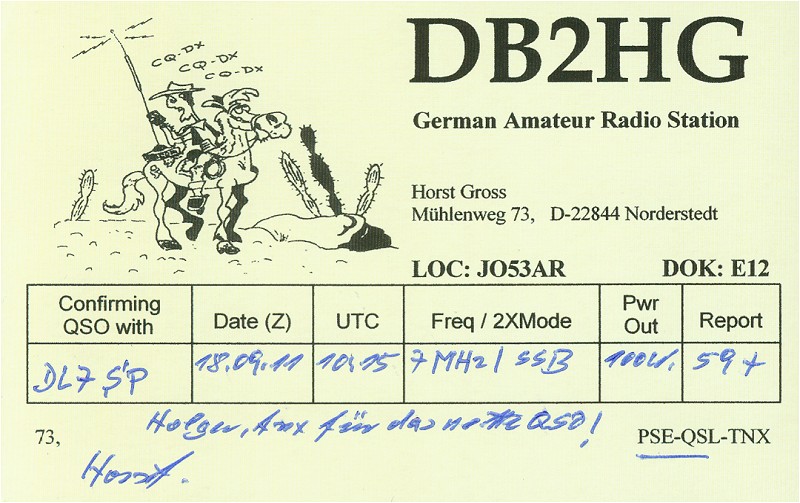 CQ-DX
CQ-DX
CQ-DX
DB2HG
German Amateur Radio Station
Horst Gross
Mühlenweg 73, D-22844 Norderstedt
LOC: JO53AR DOK: E12
Confirming QSO with Date (Z) UTC Freq / 2XMode Pwr Out Report
DL7 18.09.11 10.15 7 MHz / SSB 100W. 59+
Holger, tnx für das nette QSO!
73, PSE-QSL-TNX
Horst.